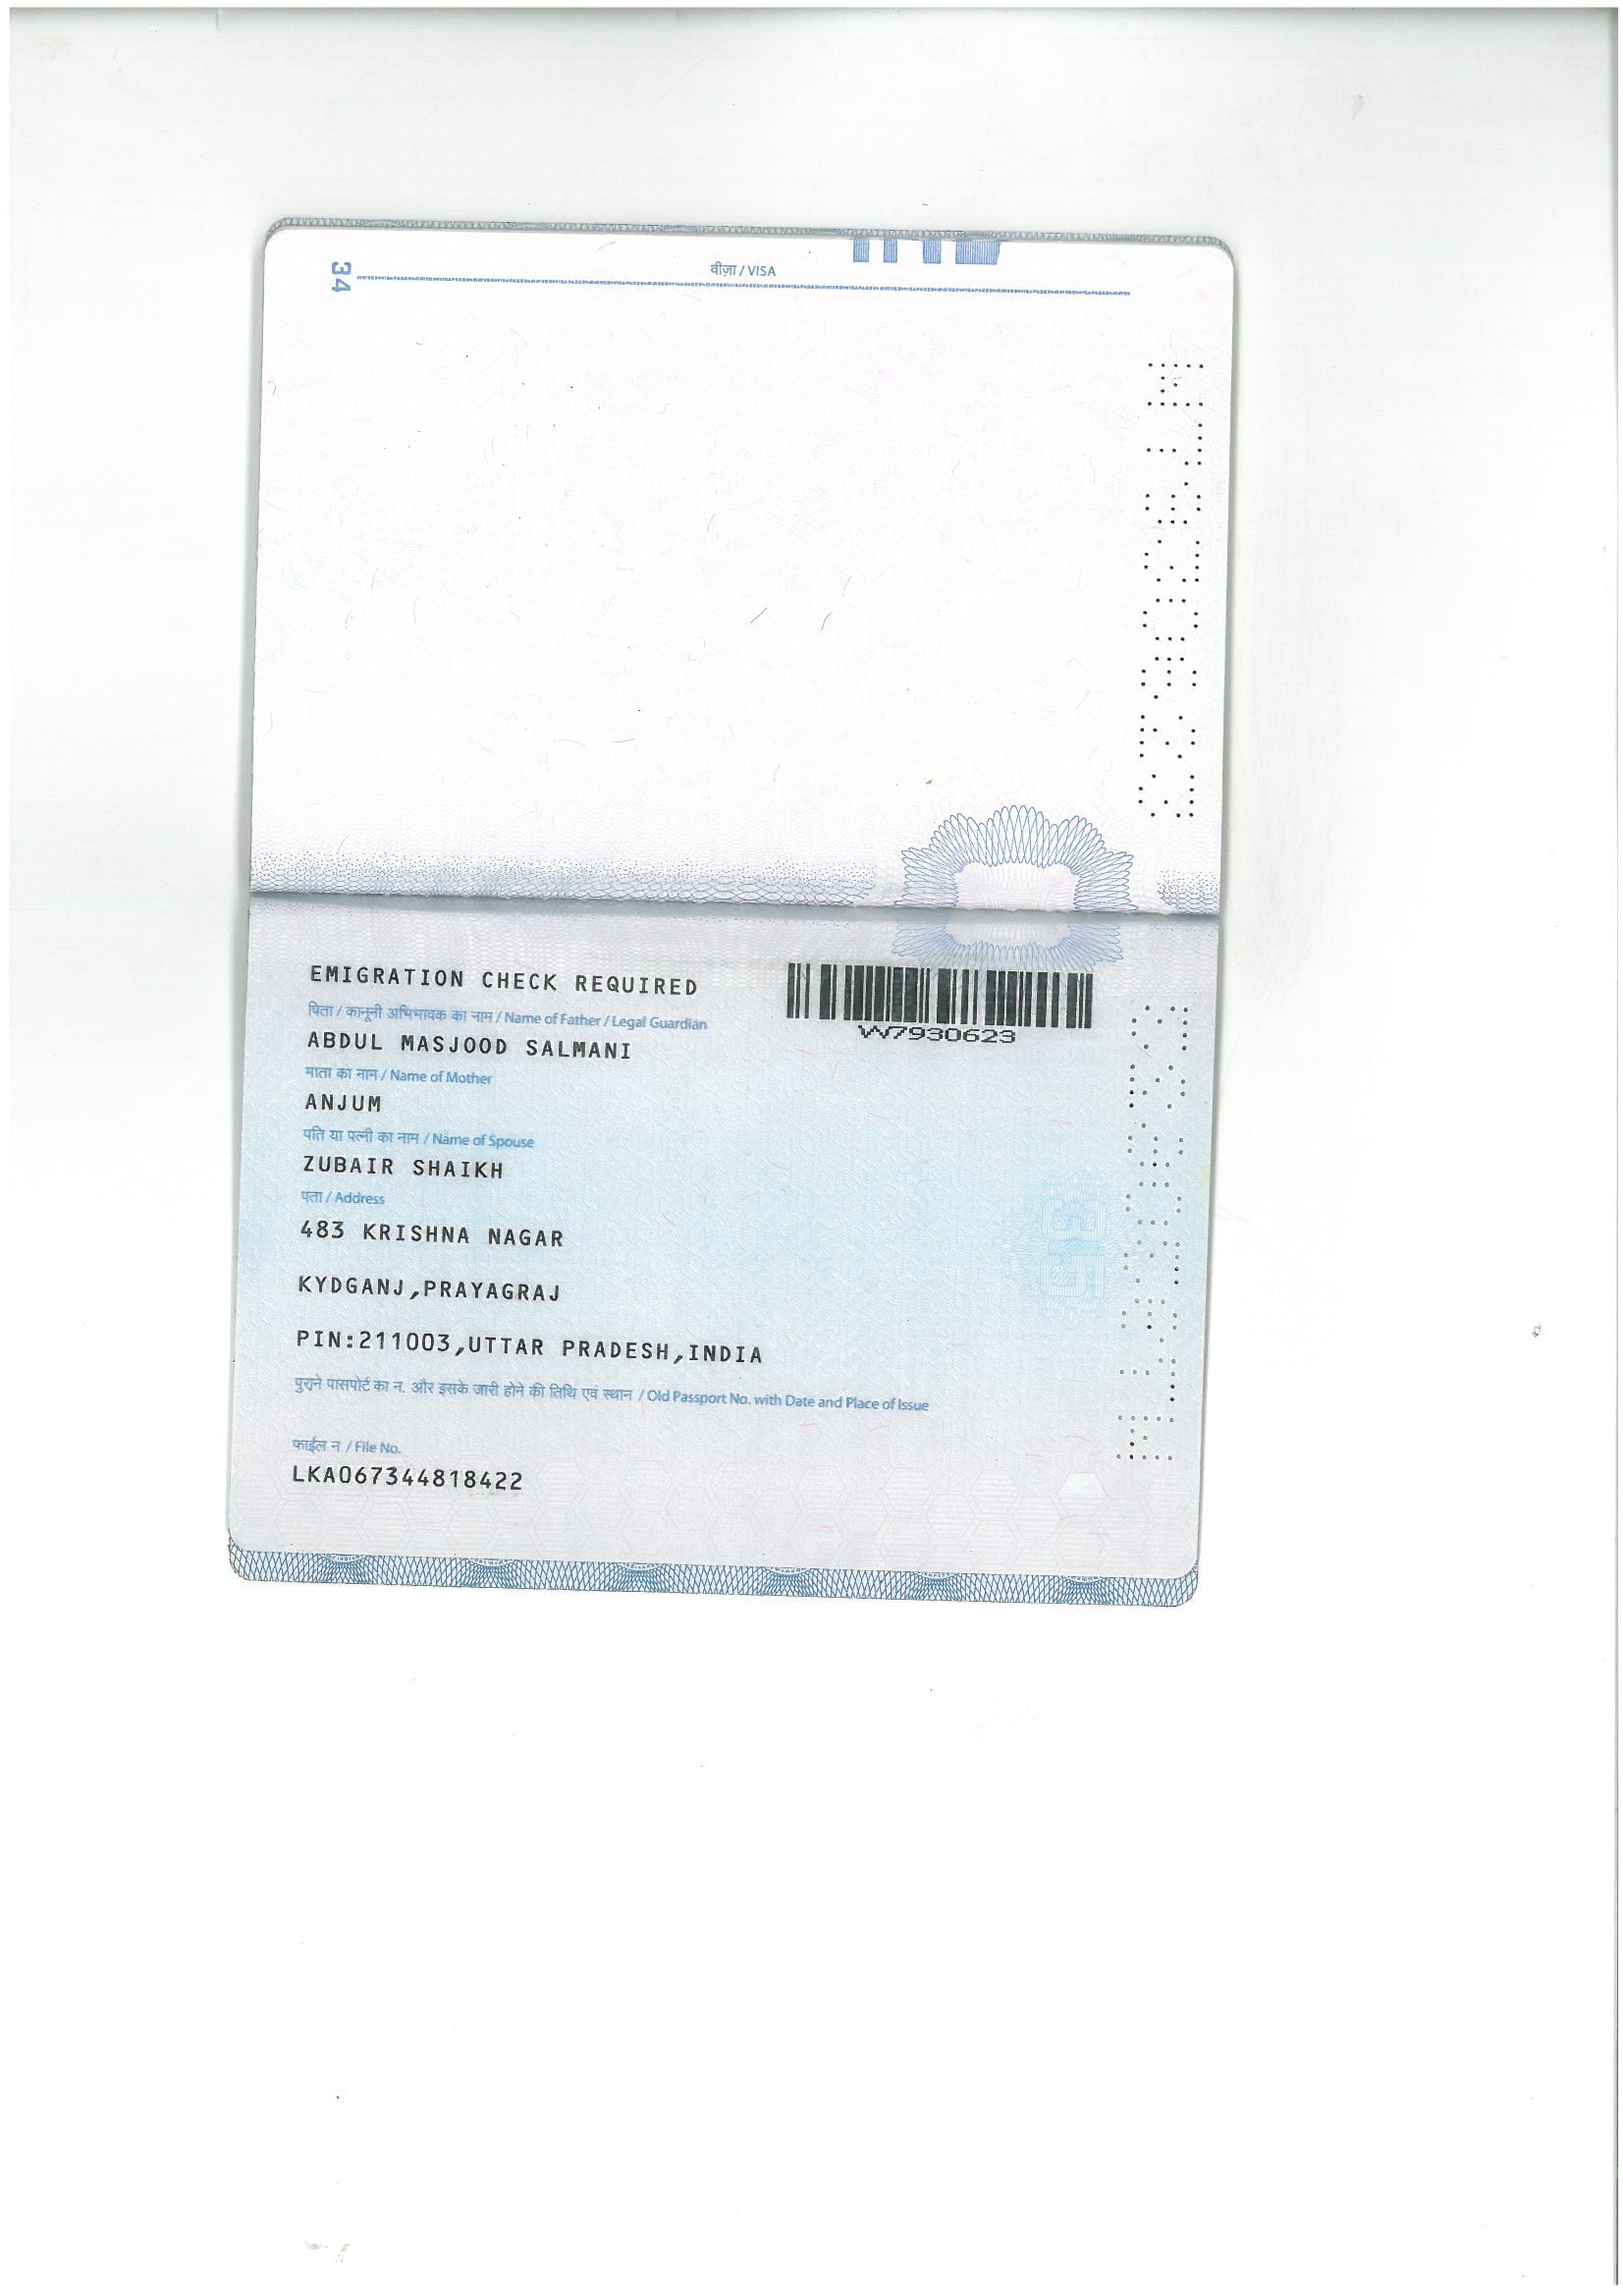 34
वीज़ा / VISA
EMIGRATION CHECK REQUIRED
पिता / कानूनी अभिभावक का नाम / Name of Father / Legal Guardian
ABDUL MASJOOD SALMANI
W7930623
माता का नाम / Name of Mother
ANJUM
पति या पत्नी का नाम / Name of Spouse
ZUBAIR SHAIKH
पता / Address
483 KRISHNA NAGAR
KYDGANJ,PRAYAGRAJ
PIN:211003,UTTAR PRADESH,INDIA
पुराने पासपोर्ट का न. और इसके जारी होने की तिथि एवं स्थान / Old Passport No. with Date and Place of Issue
फाईल न. / File No.
LKA067344818422